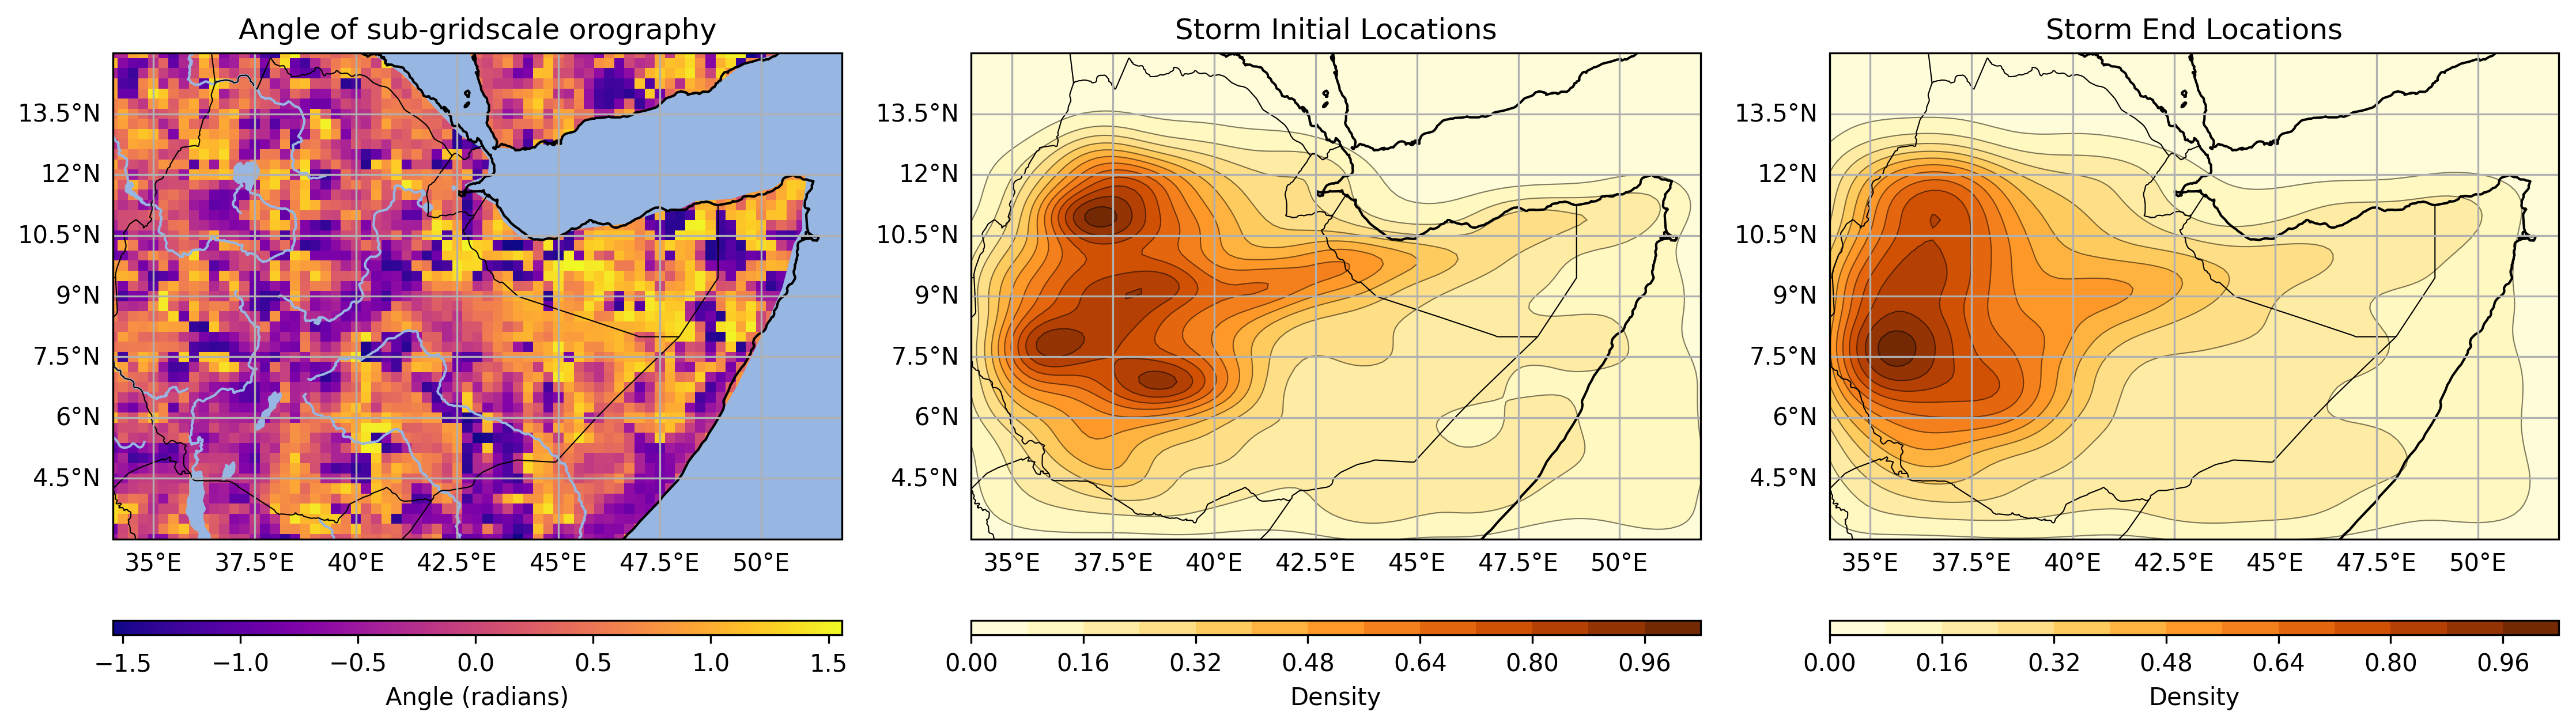 Angle of sub-gridscale orography
13.5°N
12°N
10.5°N
9°N
7.5°N
6°N
4.5°N
35°E 37.5°E 40°E 42.5°E 45°E 47.5°E 50°E
−1.5 −1.0 −0.5 0.0 0.5 1.0 1.5
Angle (radians)
Storm Initial Locations
13.5°N
12°N
10.5°N
9°N
7.5°N
6°N
4.5°N
35°E 37.5°E 40°E 42.5°E 45°E 47.5°E 50°E
0.00 0.16 0.32 0.48 0.64 0.80 0.96
Density
Storm End Locations
13.5°N
12°N
10.5°N
9°N
7.5°N
6°N
4.5°N
35°E 37.5°E 40°E 42.5°E 45°E 47.5°E 50°E
0.00 0.16 0.32 0.48 0.64 0.80 0.96
Density